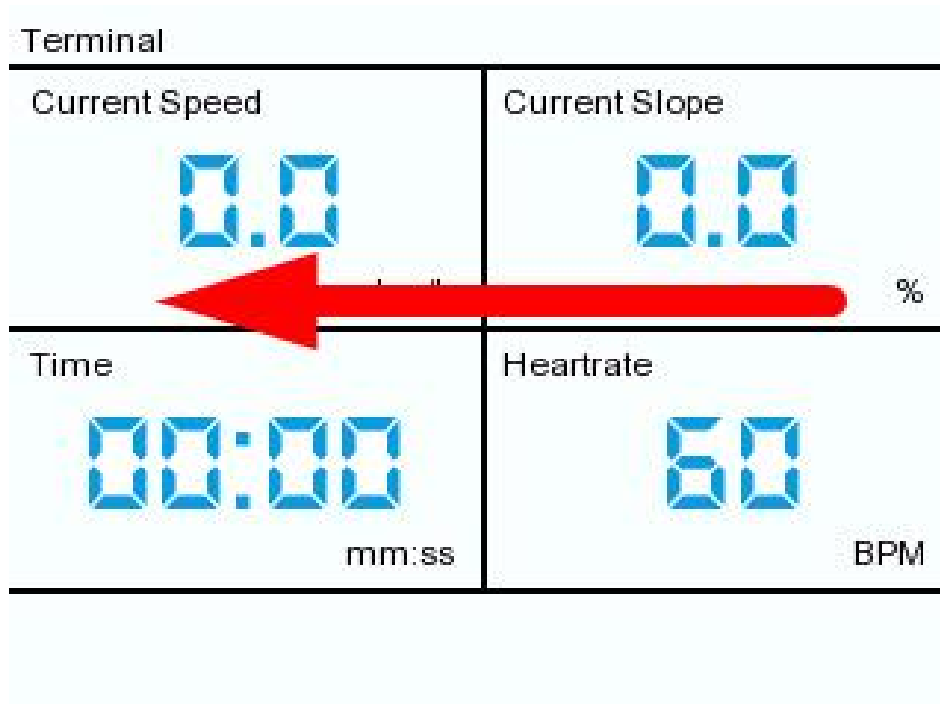 Terminal
Current Speed
Current Slope
0.0
0.0
%
Time
Heartrate
00:00
60
mm:ss
BPM